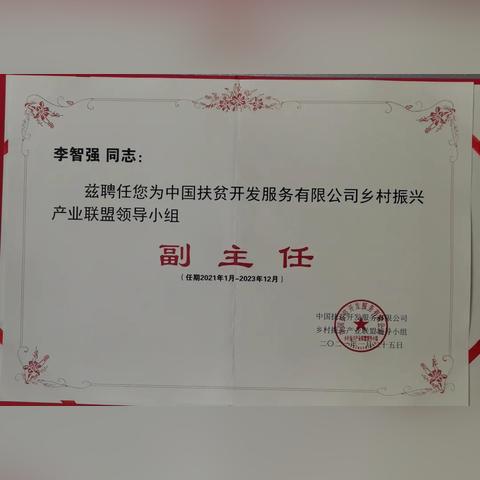 李智强 同志：
兹聘任您为中国扶贫开发服务有限公司乡村振兴
产业联盟领导小组
副主任
（任期2021年1月-2023年12月）
中国扶贫开发服务有限公司
乡村振兴产业联盟领导小组